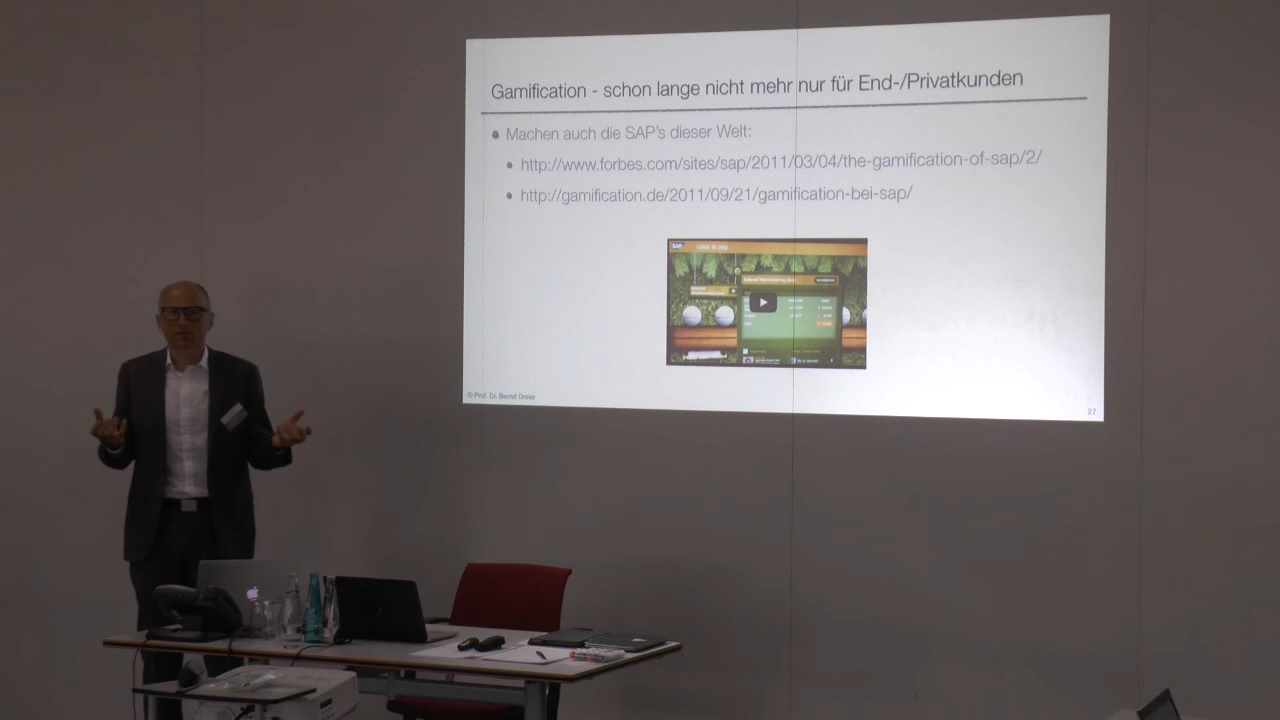 Gamification - schon lange nicht mehr nur für End-/Privatkunden
Machen auch die SAP's dieser Welt:
http://www.forbes.com/sites/sap/2011/03/04/the-gamification-of-sap/2/
http://gamification.de/2011/09/21/gamification-bei-sap/
SAP
© Prof. Dr. Bernd Dreier
27